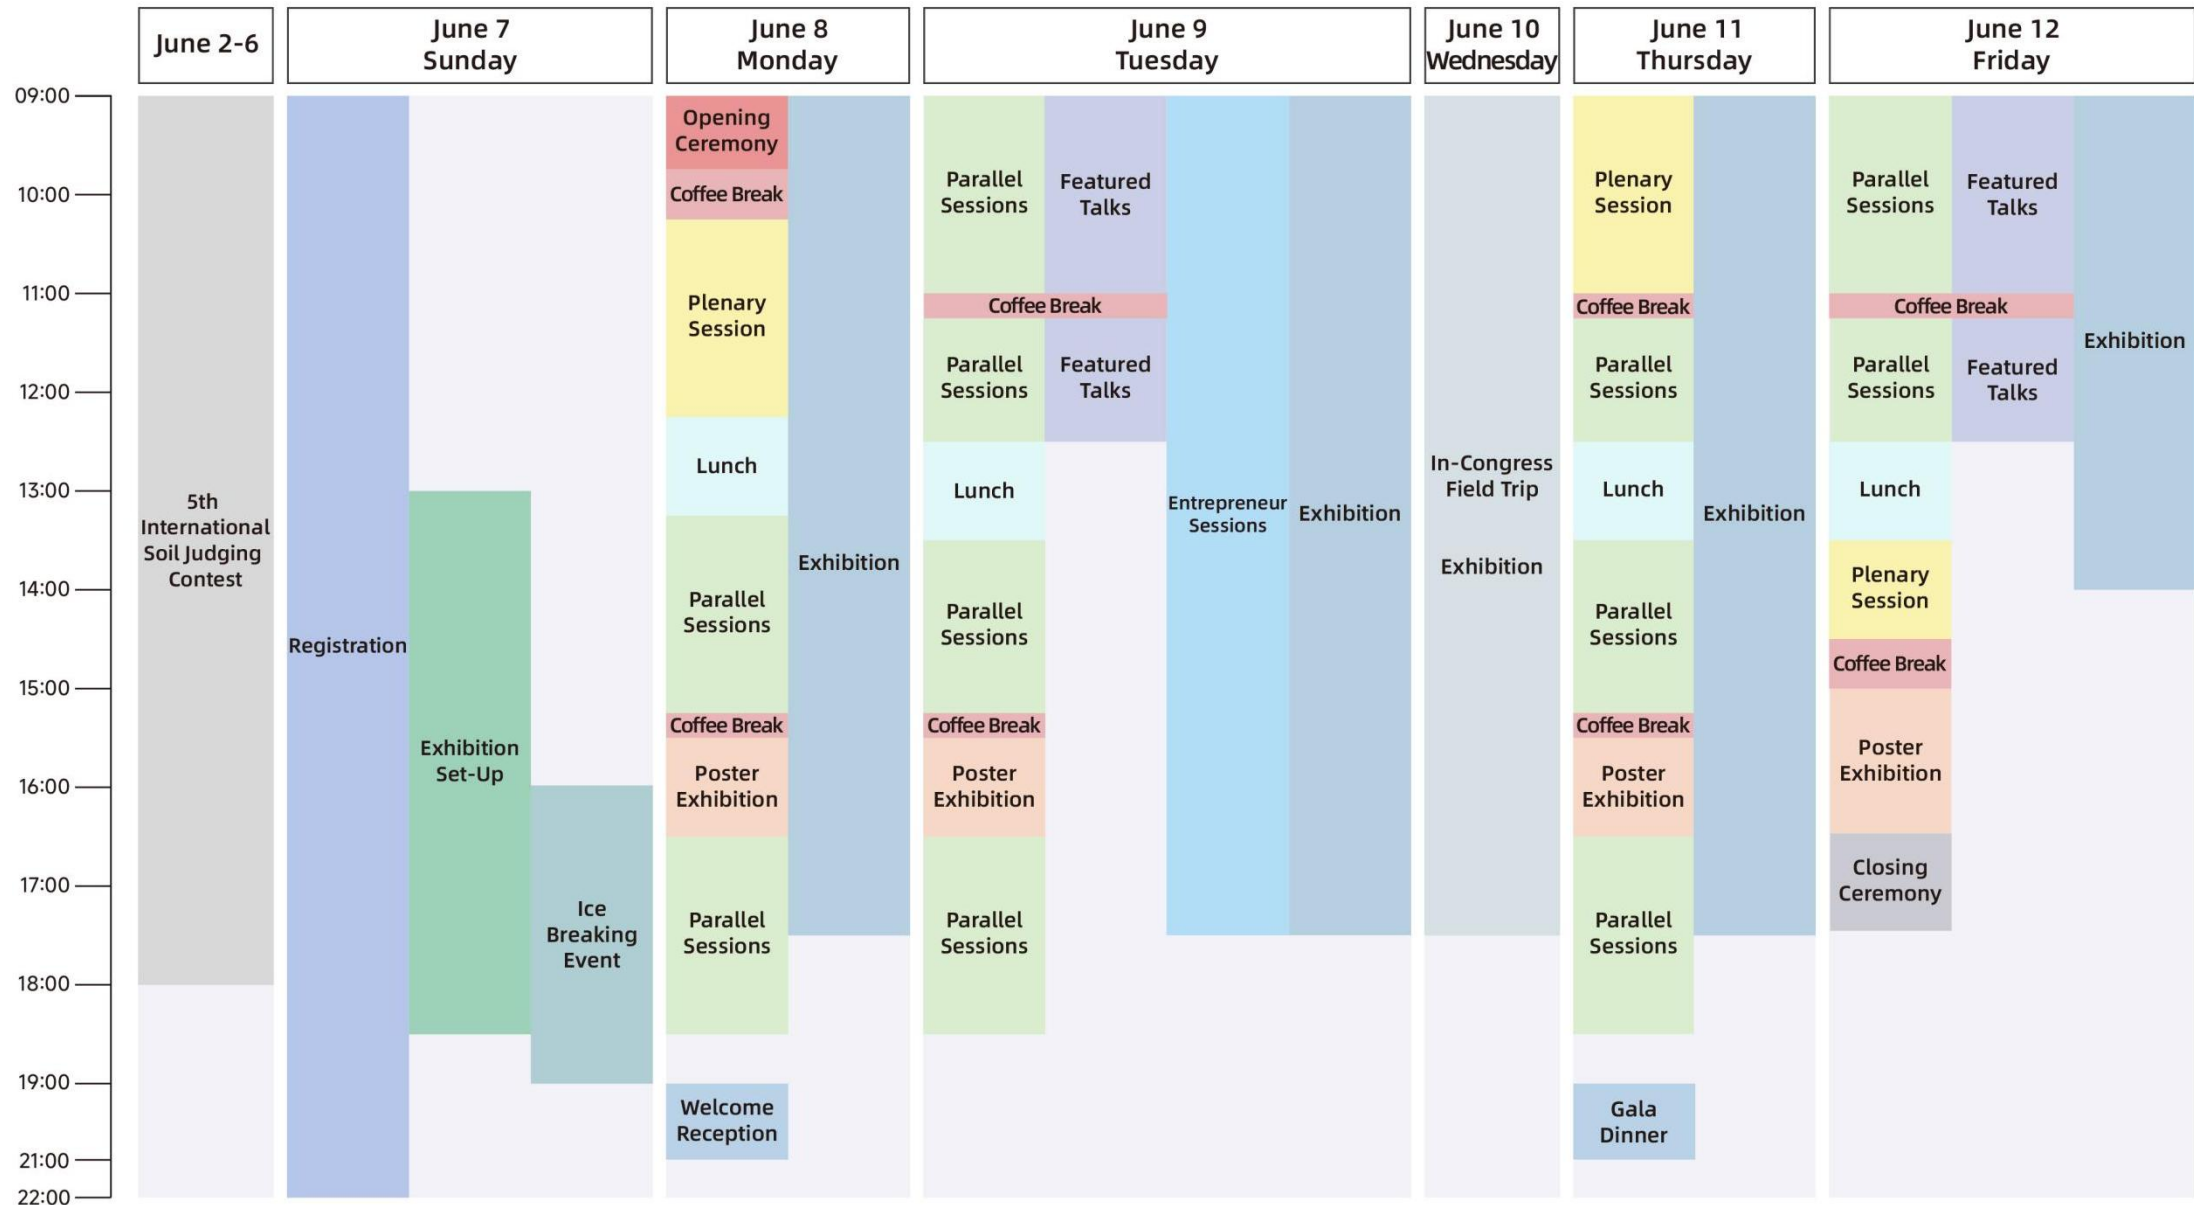 June 2-6
June 7
Sunday
June 8
Monday
June 9
Tuesday
June 10
Wednesday
June 11
Thursday
June 12
Friday
09:00
10:00
11:00
12:00
13:00
14:00
15:00
16:00
17:00
18:00
19:00
21:00
22:00
5th
International
Soil Judging
Contest
Registration
Exhibition
Set-Up
Ice
Breaking
Event
Opening
Ceremony
Coffee Break
Plenary
Session
Lunch
Parallel
Sessions
Coffee Break
Poster
Exhibition
Parallel
Sessions
Welcome
Reception
Exhibition
Parallel
Sessions
Featured
Talks
Coffee Break
Parallel
Sessions
Featured
Talks
Lunch
Parallel
Sessions
Coffee Break
Poster
Exhibition
Parallel
Sessions
Entrepreneur
Sessions
Exhibition
In-Congress
Field Trip
Exhibition
Plenary
Session
Coffee Break
Parallel
Sessions
Lunch
Parallel
Sessions
Coffee Break
Poster
Exhibition
Parallel
Sessions
Gala
Dinner
Exhibition
Parallel
Sessions
Featured
Talks
Coffee Break
Parallel
Sessions
Featured
Talks
Lunch
Plenary
Session
Coffee Break
Poster
Exhibition
Closing
Ceremony
Exhibition